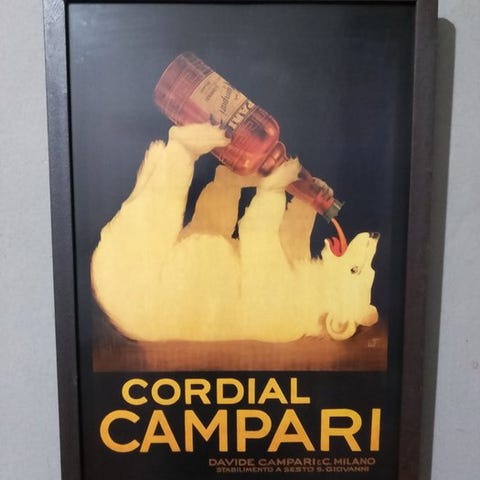 CORDIAL
CAMPARI
DAVIDE CAMPARI & C. MILANO
STABILIMENTO A SESTO S. GIOVANNI